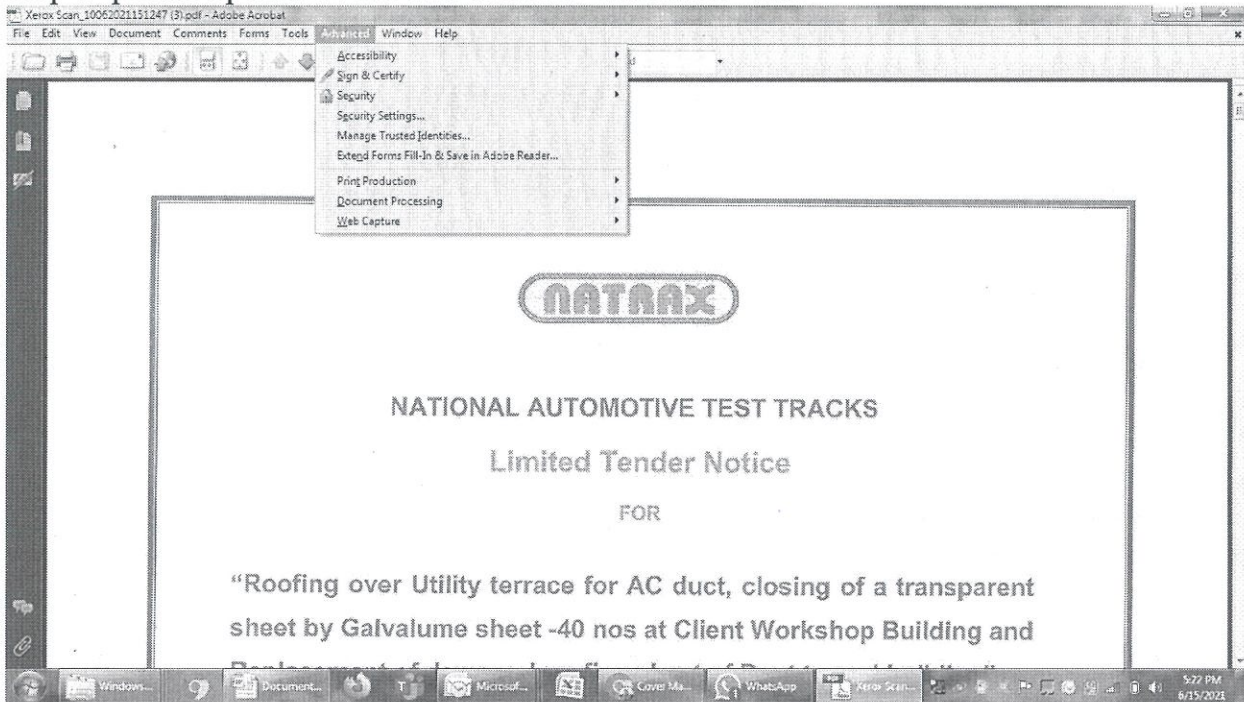 Xerox Scan_10062021151247 (3).pdf - Adobe Acrobat
File Edit View Document Comments Forms Tools Advanced Window Help
Accessibility
Sign & Certify
Security
Security Settings...
Manage Trusted Identities...
Extend Forms Fill-In & Save in Adobe Reader...
Print Production
Document Processing
Web Capture
NATRAX
NATIONAL AUTOMOTIVE TEST TRACKS
Limited Tender Notice
FOR
“Roofing over Utility terrace for AC duct, closing of a transparent
sheet by Galvalume sheet -40 nos at Client Workshop Building and
Windows... Document... Microsof... Cover Ma... WhatsApp Xerox Scan...
5:22 PM
6/15/2021